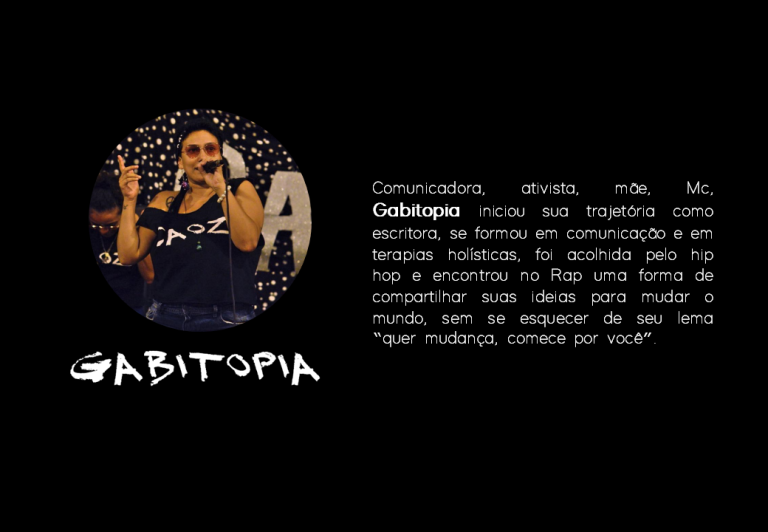 CAOZ
OZ
A
GABITOPIA
Comunicadora, ativista, mãe, Mc,
Gabitopia iniciou sua trajetória como
escritora, se formou em comunicação e em
terapias holísticas, foi acolhida pelo hip
hop e encontrou no Rap uma forma de
compartilhar suas ideias para mudar o
mundo, sem se esquecer de seu lema
“quer mudança, comece por você”.